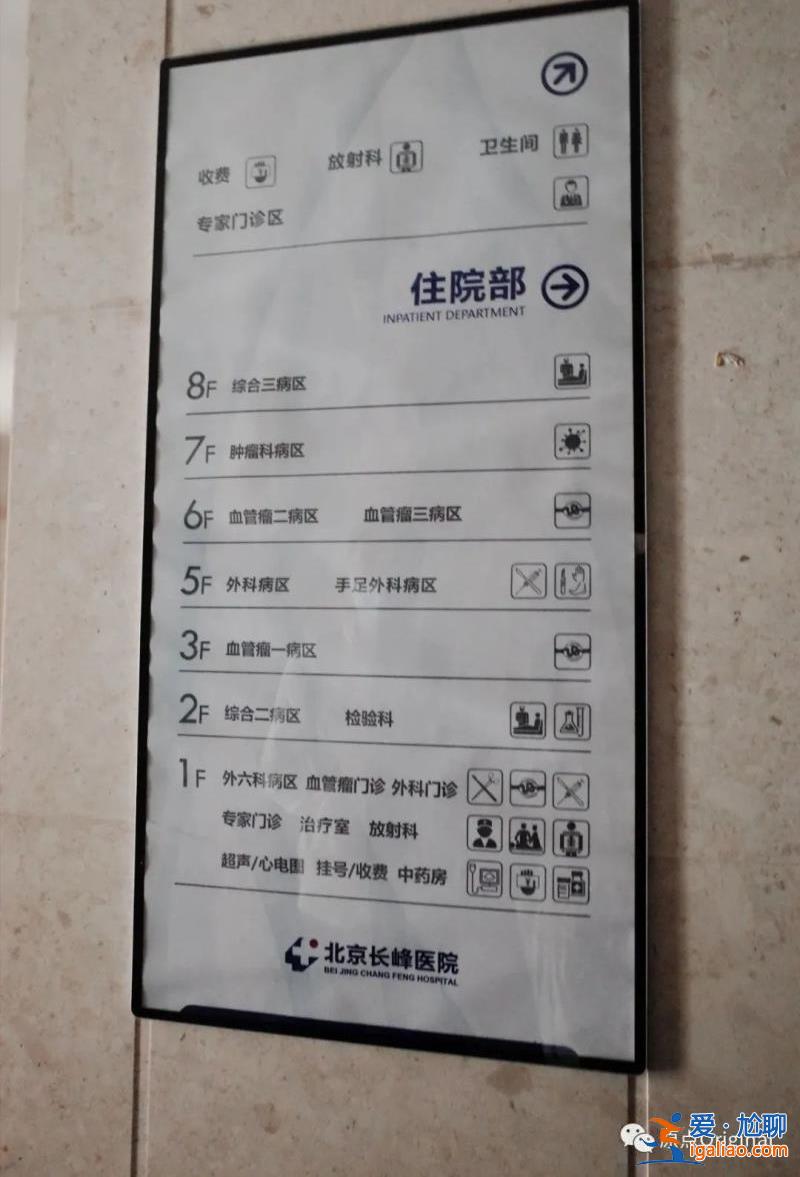 收费 放射科 卫生间
专家门诊区
住院部
INPATIENT DEPARTMENT
8F 综合三病区
7F 肿瘤科病区
6F 血管瘤二病区 血管瘤三病区
5F 外科病区 手足外科病区
3F 血管瘤一病区
2F 综合二病区 检验科
1F 外六科病区 血管瘤门诊 外科门诊
专家门诊 治疗室 放射科
超声/心电图 挂号/收费 中药房
北京长峰医院
BEI JING CHANG FENG HOSPITAL
爱·尬聊
igaliao.com